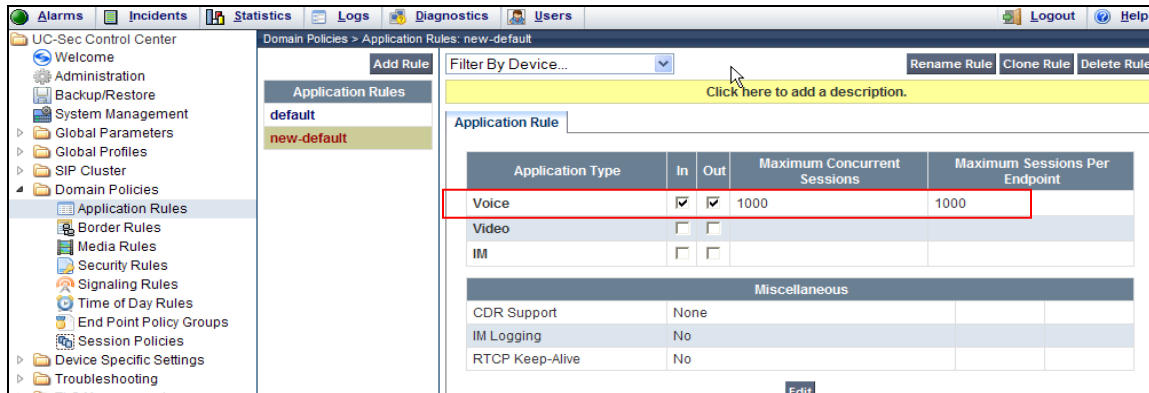 Alarms Incidents Statistics Logs Diagnostics Users Logout Help
UC-Sec Control Center
Welcome
Administration
Backup/Restore
System Management
Global Parameters
Global Profiles
SIP Cluster
Domain Policies
Application Rules
Border Rules
Media Rules
Security Rules
Signaling Rules
Time of Day Rules
End Point Policy Groups
Session Policies
Device Specific Settings
Troubleshooting
Domain Policies > Application Rules: new-default
Add Rule
Application Rules
default
new-default
Filter By Device...
Rename Rule Clone Rule Delete Rule
Click here to add a description.
Application Rule
Application Type In Out Maximum Concurrent Sessions Maximum Sessions Per Endpoint
Voice 1000 1000
Video
IM
Miscellaneous
CDR Support None
IM Logging No
RTCP Keep-Alive No
Edit